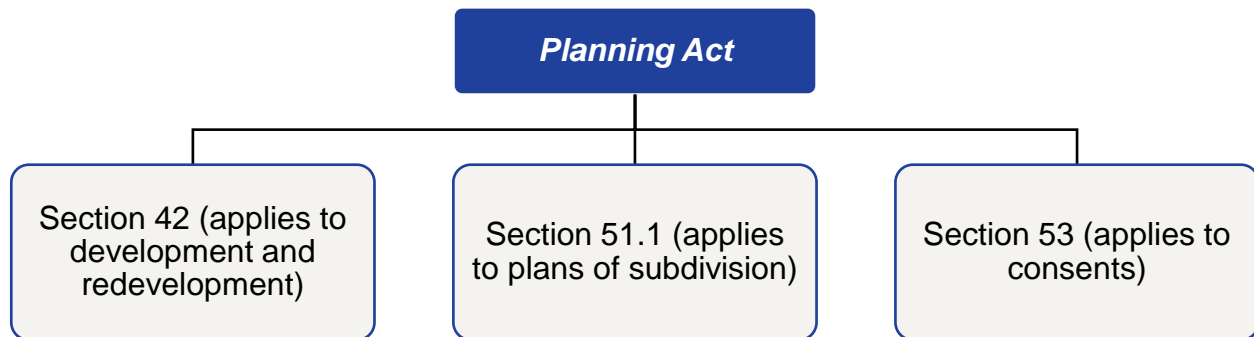 Planning Act
Section 42 (applies to
development and
redevelopment)
Section 51.1 (applies
to plans of subdivision)
Section 53 (applies to
consents)